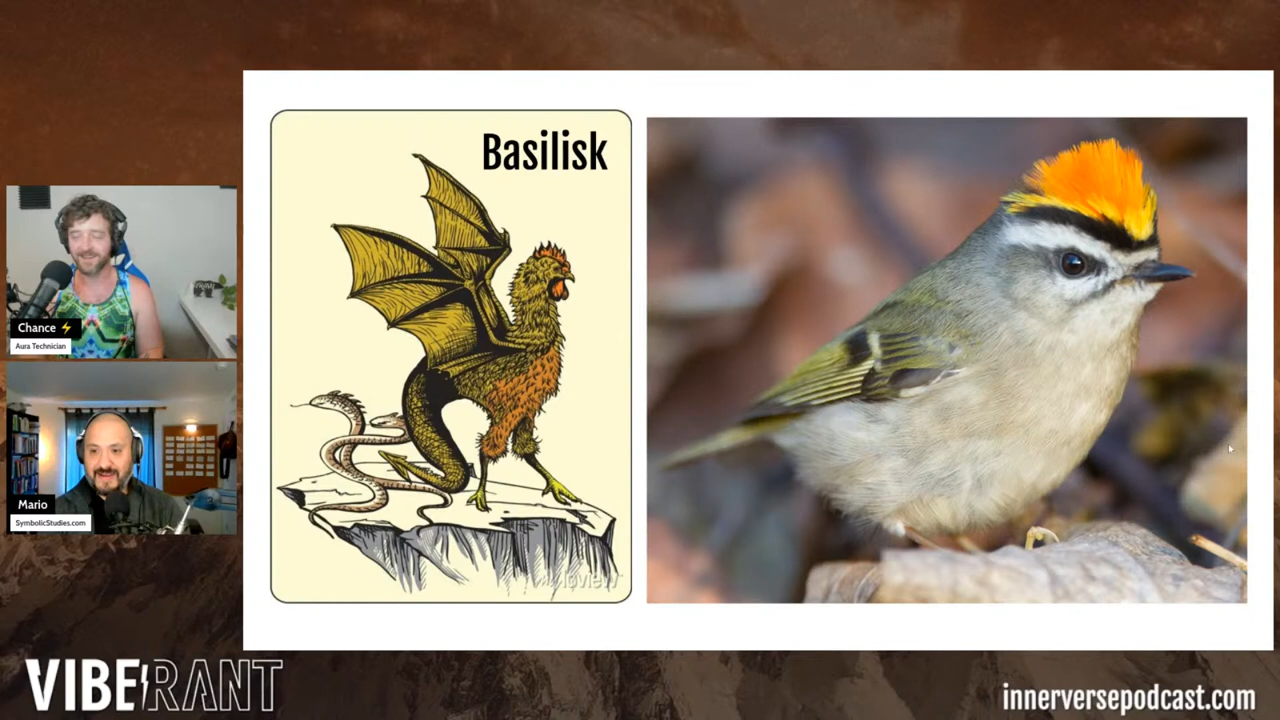 Basilisk
Chance
Aura Technician
Mario
SymbolicStudies.com
VIBE RANT
innerversepodcast.com